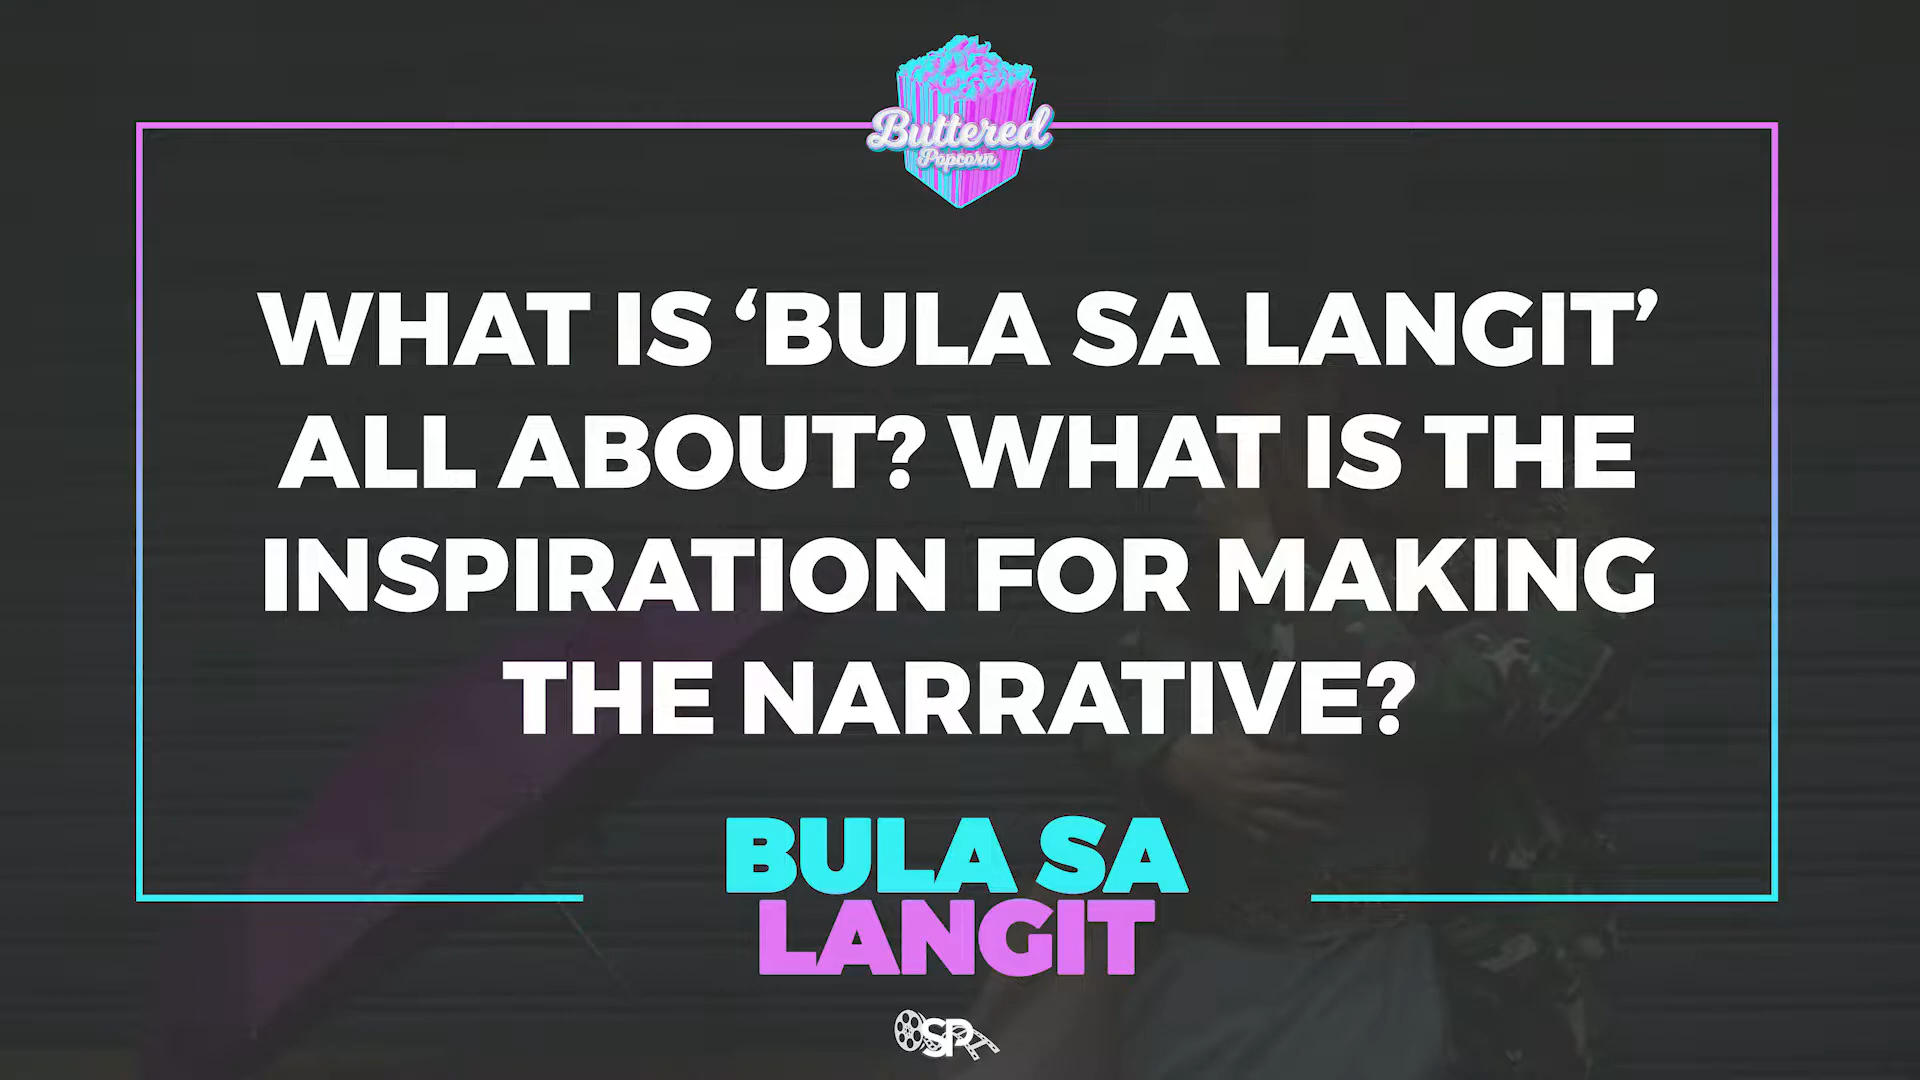 Buttered
Popcorn
WHAT IS ‘BULA SA LANGIT’
ALL ABOUT? WHAT IS THE
INSPIRATION FOR MAKING
THE NARRATIVE?
BULA SA
LANGIT
SP